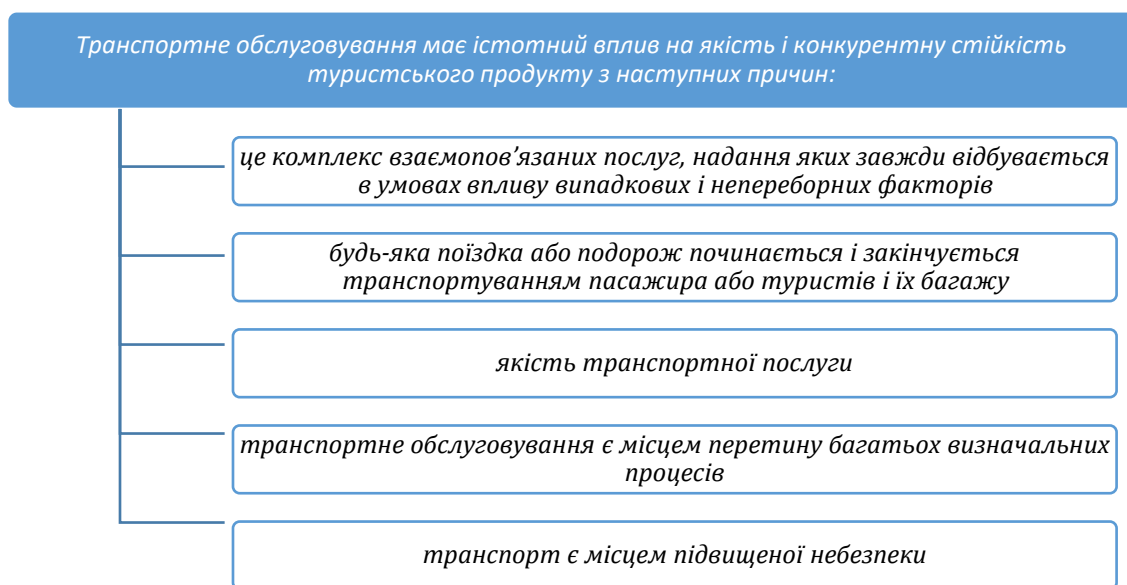 Транспортне обслуговування має істотний вплив на якість і конкурентну стійкість
туристського продукту з наступних причин:
це комплекс взаємопов’язаних послуг, надання яких завжди відбувається
в умовах впливу випадкових і непереборних факторів
будь-яка поїздка або подорож починається і закінчується
транспортуванням пасажира або туристів і їх багажу
якість транспортної послуги
транспортне обслуговування є місцем перетину багатьох визначальних
процесів
транспорт є місцем підвищеної небезпеки